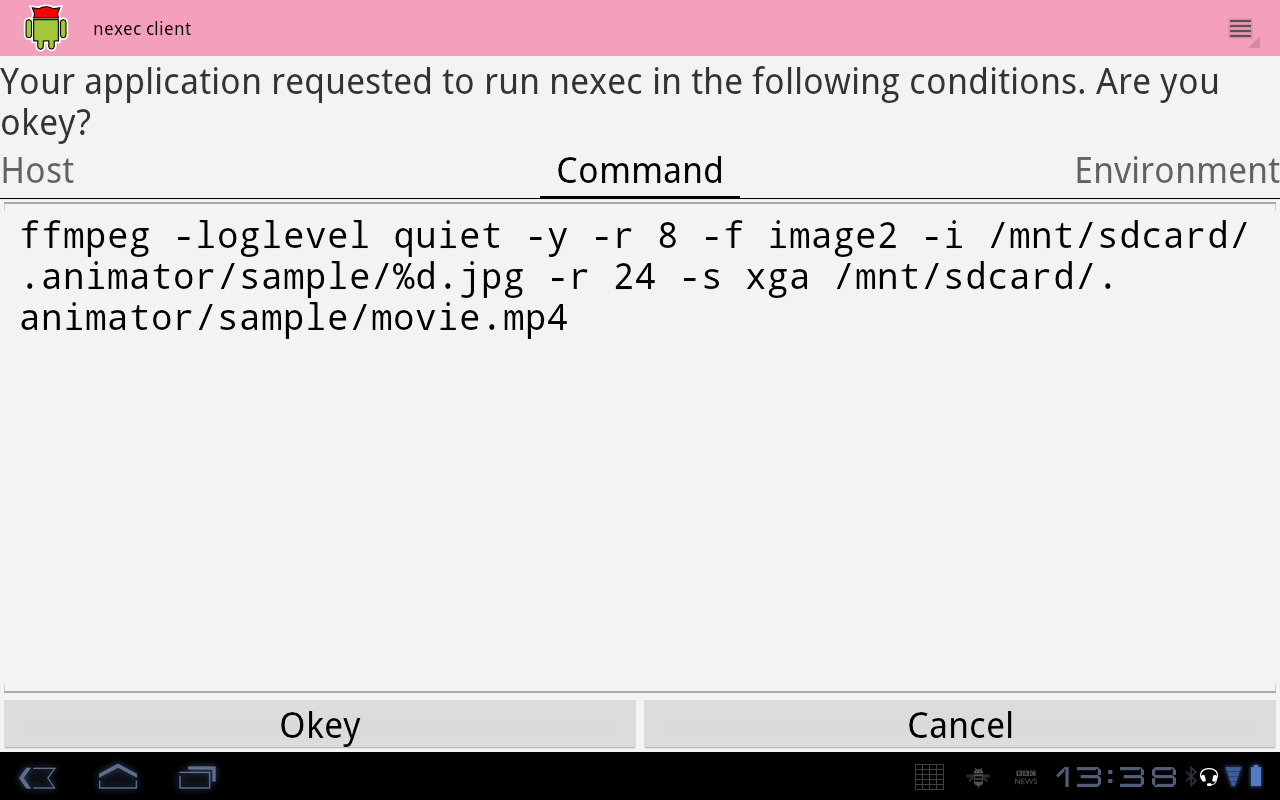 nexec client
Your application requested to run nexec in the following conditions. Are you
okey?
Host Command Environment
ffmpeg -loglevel quiet -y -r 8 -f image2 -i /mnt/sdcard/
.animator/sample/%d.jpg -r 24 -s xga /mnt/sdcard/.
animator/sample/movie.mp4
Okey Cancel
BBC
NEWS
13:38